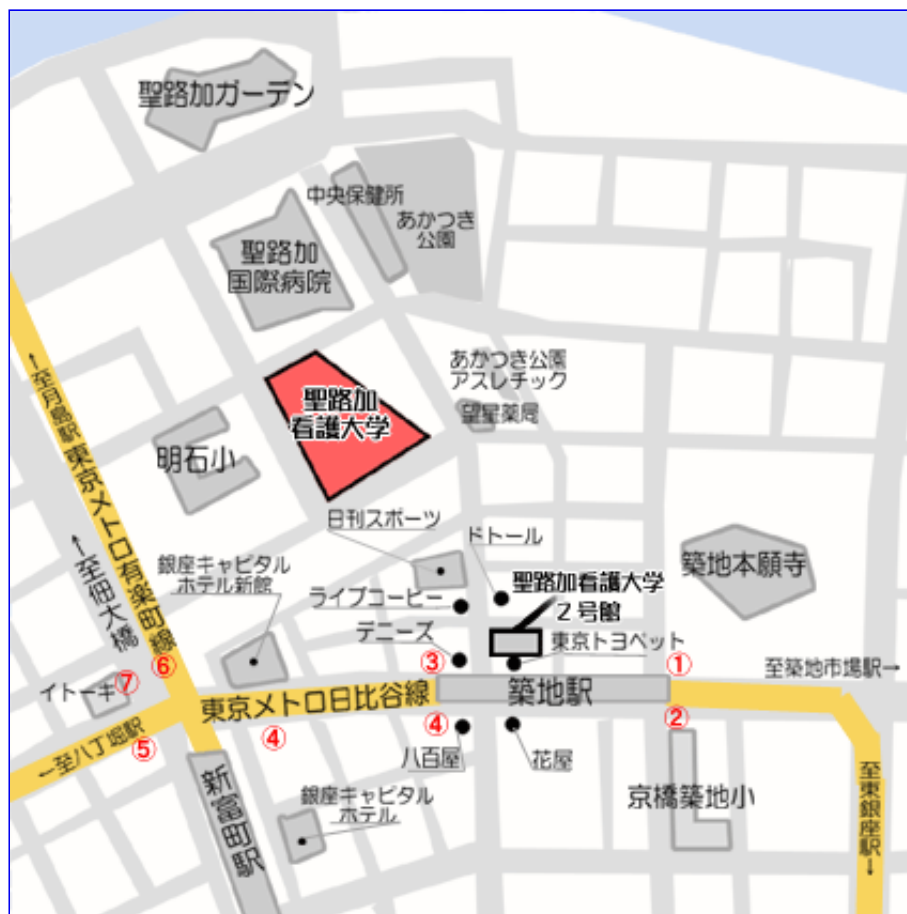 聖路加ガーデン
中央保健所
あかつき
公園
聖路加
国際病院
←至月島駅 東京メトロ有楽町線
あかつき公園
アスレチック
望星薬局
聖路加
看護大学
明石小
日刊スポーツ
ドトール
←至佃大橋
銀座キャピタル
ホテル新館
ライブコーヒー
聖路加看護大学
2号館
築地本願寺
デニーズ
東京トヨペット
③
①
至築地市場駅→
⑥
⑦
イトーキ
東京メトロ日比谷線
築地駅
④
④
②
⑤
←至八丁堀駅
八百屋
花屋
新富町駅
銀座キャピタル
ホテル
京橋築地小
至東銀座駅→